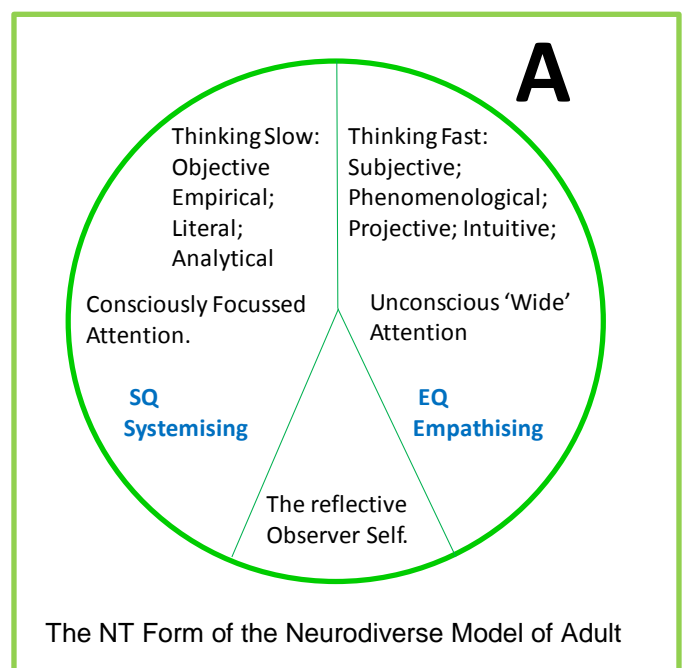 A
Thinking Slow:
Objective
Empirical;
Literal;
Analytical
Thinking Fast:
Subjective;
Phenomenological;
Projective; Intuitive;
Consciously Focussed
Attention.
Unconscious ‘Wide’
Attention
SQ
Systemising
EQ
Empathising
The reflective
Observer Self.
The NT Form of the Neurodiverse Model of Adult